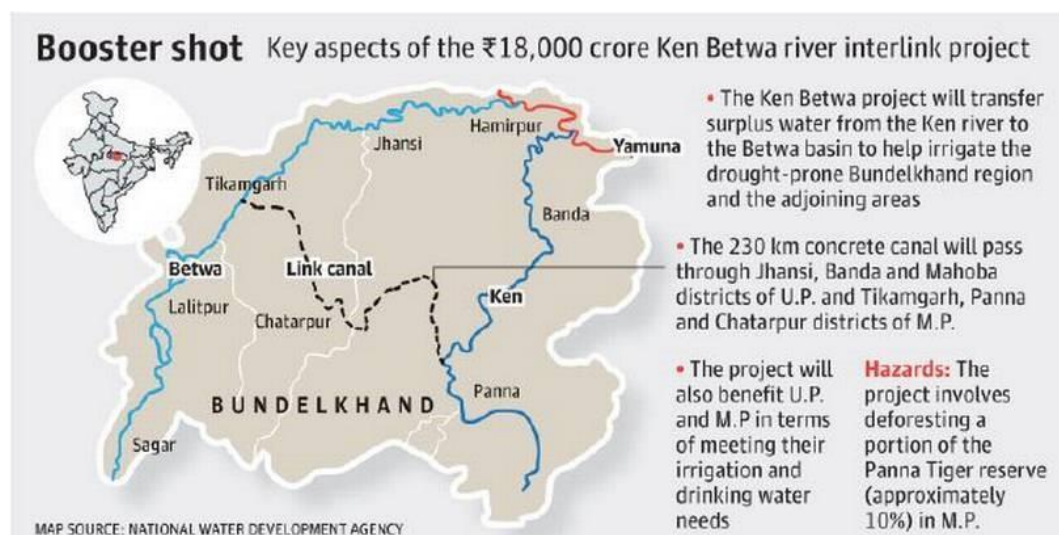 Booster shot Key aspects of the ₹18,000 crore Ken Betwa river interlink project
Hamirpur
Jhansi
Yamuna
Tikamgarh
Banda
Betwa
Link canal
Lalitpur
Ken
Chatarpur
Panna
BUNDELKHAND
Sagar
MAP SOURCE: NATIONAL WATER DEVELOPMENT AGENCY
• The Ken Betwa project will transfer
surplus water from the Ken river to
the Betwa basin to help irrigate the
drought-prone Bundelkhand region
and the adjoining areas
• The 230 km concrete canal will pass
through Jhansi, Banda and Mahoba
districts of U.P. and Tikamgarh, Panna
and Chatarpur districts of M.P.
• The project will
also benefit U.P.
and M.P in terms
of meeting their
irrigation and
drinking water
needs
Hazards: The
project involves
deforesting a
portion of the
Panna Tiger reserve
(approximately
10%) in M.P.